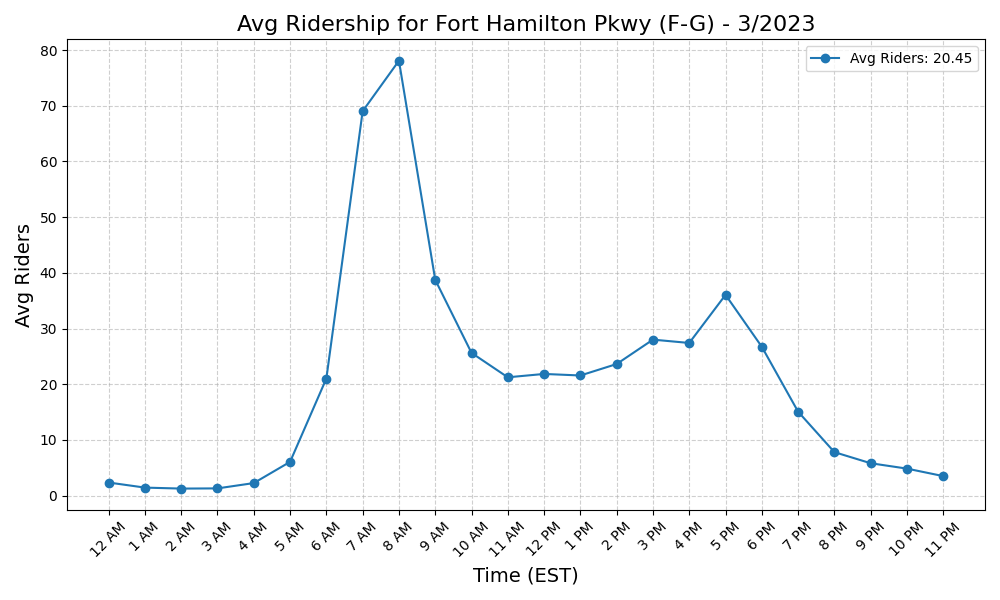 Avg Ridership for Fort Hamilton Pkwy (F-G) - 3/2023
Avg Riders: 20.45
Avg Riders
80
70
60
50
40
30
20
10
0
12 AM
1 AM
2 AM
3 AM
4 AM
5 AM
6 AM
7 AM
8 AM
9 AM
10 AM
11 AM
12 PM
1 PM
2 PM
3 PM
4 PM
5 PM
6 PM
7 PM
8 PM
9 PM
10 PM
11 PM
Time (EST)